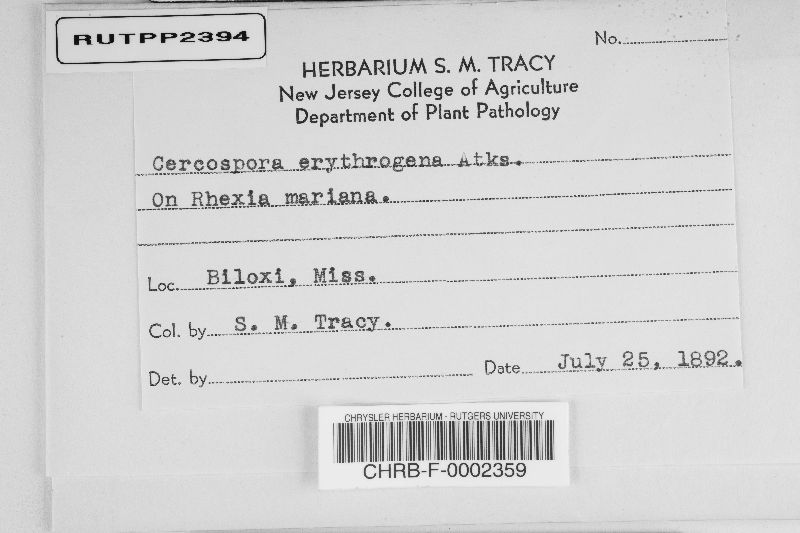 RUTPP2394
No.
HERBARIUM S. M. TRACY
New Jersey College of Agriculture
Department of Plant Pathology
Cercospora erythrogena Atks.
On Rhexia mariana.
Loc. Biloxi, Miss.
Col. by S. M. Tracy.
Det. by Date July 25, 1892.
CHRYSLER HERBARIUM - RUTGERS UNIVERSITY
CHRB-F-0002359